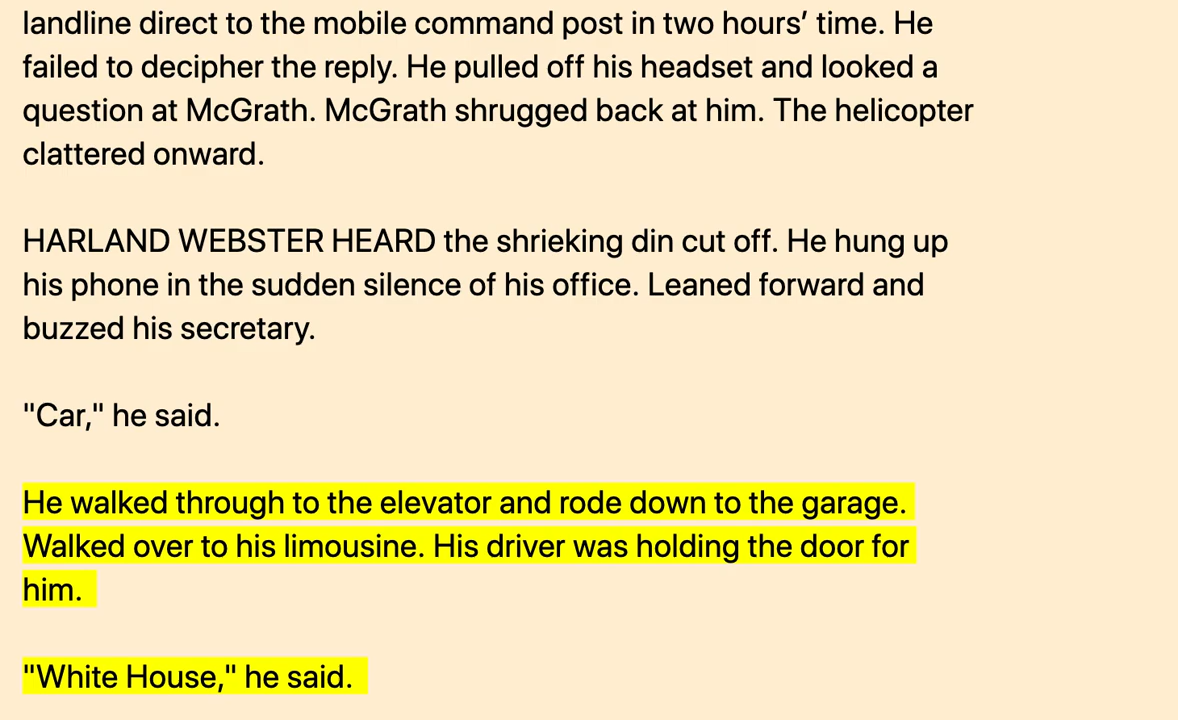 landline direct to the mobile command post in two hours’ time. He
failed to decipher the reply. He pulled off his headset and looked a
question at McGrath. McGrath shrugged back at him. The helicopter
clattered onward.
HARLAND WEBSTER HEARD the shrieking din cut off. He hung up
his phone in the sudden silence of his office. Leaned forward and
buzzed his secretary.
"Car," he said.
He walked through to the elevator and rode down to the garage.
Walked over to his limousine. His driver was holding the door for
him.
"White House," he said.